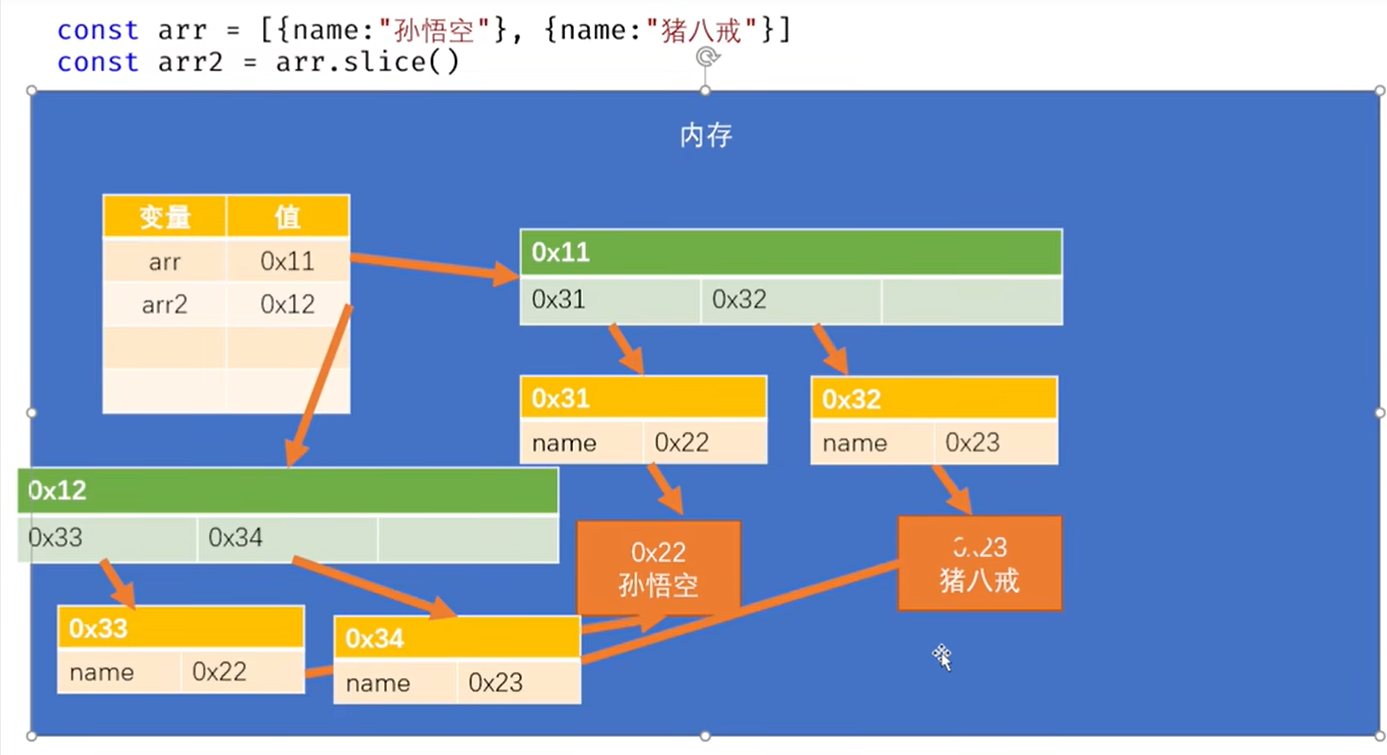 const arr = [{name:"孙悟空"}, {name:"猪八戒"}]
const arr2 = arr.slice()
内存
变量 值
arr 0x11
arr2 0x12
0x11
0x31 0x32
0x31
name 0x22
0x32
name 0x23
0x12
0x33 0x34
0x22
孙悟空
0x23
猪八戒
0x33
name 0x22
0x34
name 0x23